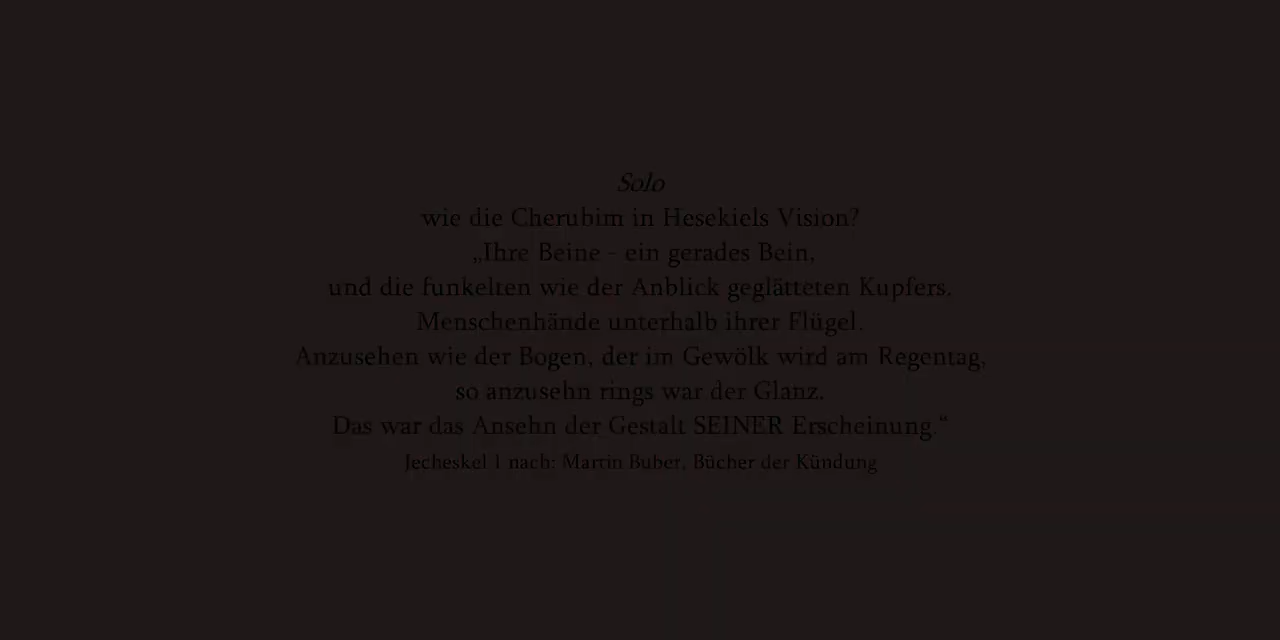 Solo
wie die Cherubim in Hesekiels Vision?
„Ihre Beine - ein gerades Bein,
und die funkelten wie der Anblick geglätteten Kupfers.
Menschenhände unterhalb ihrer Flügel.
Anzusehen wie der Bogen, der im Gewölk wird am Regentag,
so anzusehn rings war der Glanz.
Das war das Ansehn der Gestalt SEINER Erscheinung.“
Jecheskel 1 nach: Martin Buber, Bücher der Kündung